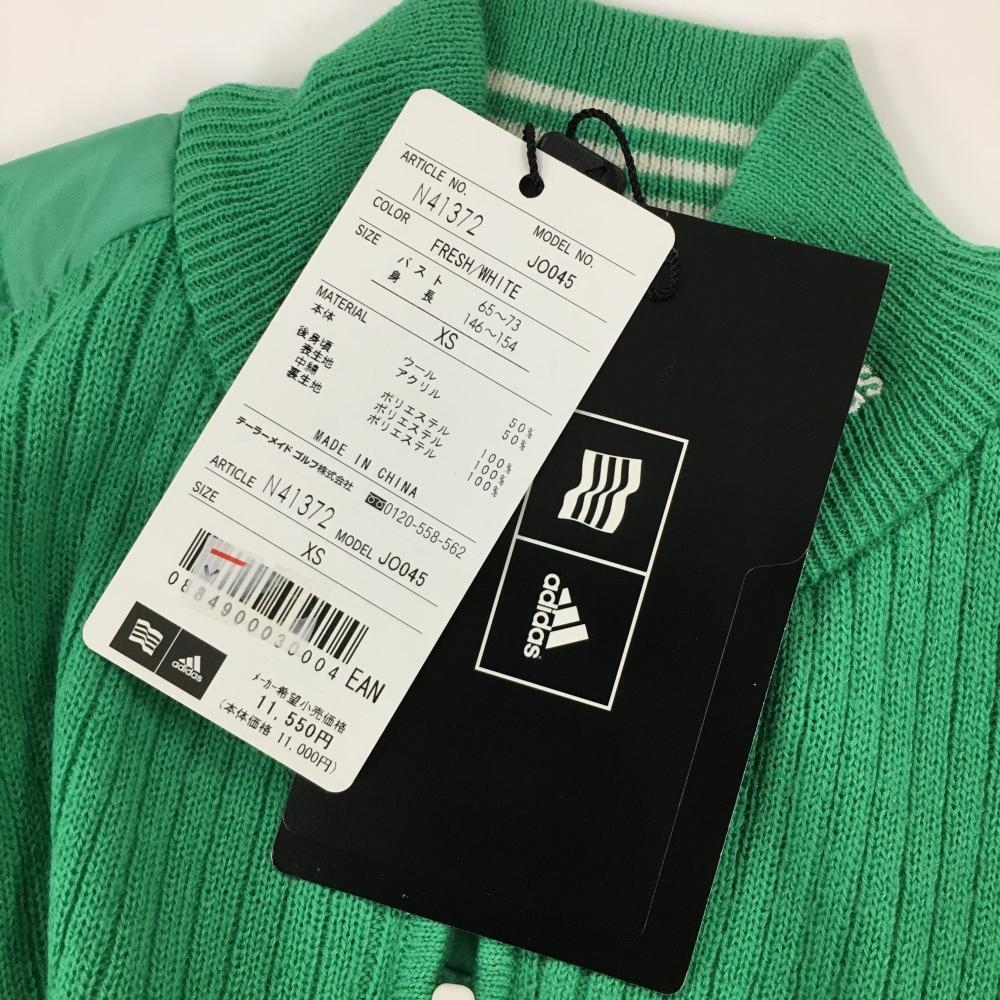 ARTICLE NO.
N41372
MODEL NO.
JO045
COLOR
FRESH/WHITE
SIZE
バスト 65～73
身長 146～154
XS
MATERIAL
本体
ウール 50%
アクリル 50%
後身頃
表生地 ポリエステル 100%
中綿 ポリエステル 100%
裏生地 ポリエステル 100%
MADE IN CHINA
テーラーメイド ゴルフ株式会社 0120-558-562
ARTICLE N41372 MODEL JO045
SIZE XS
0884900030004 EAN
adidas
メーカー希望小売価格
11,550円
(本体価格 11,000円)
adidas